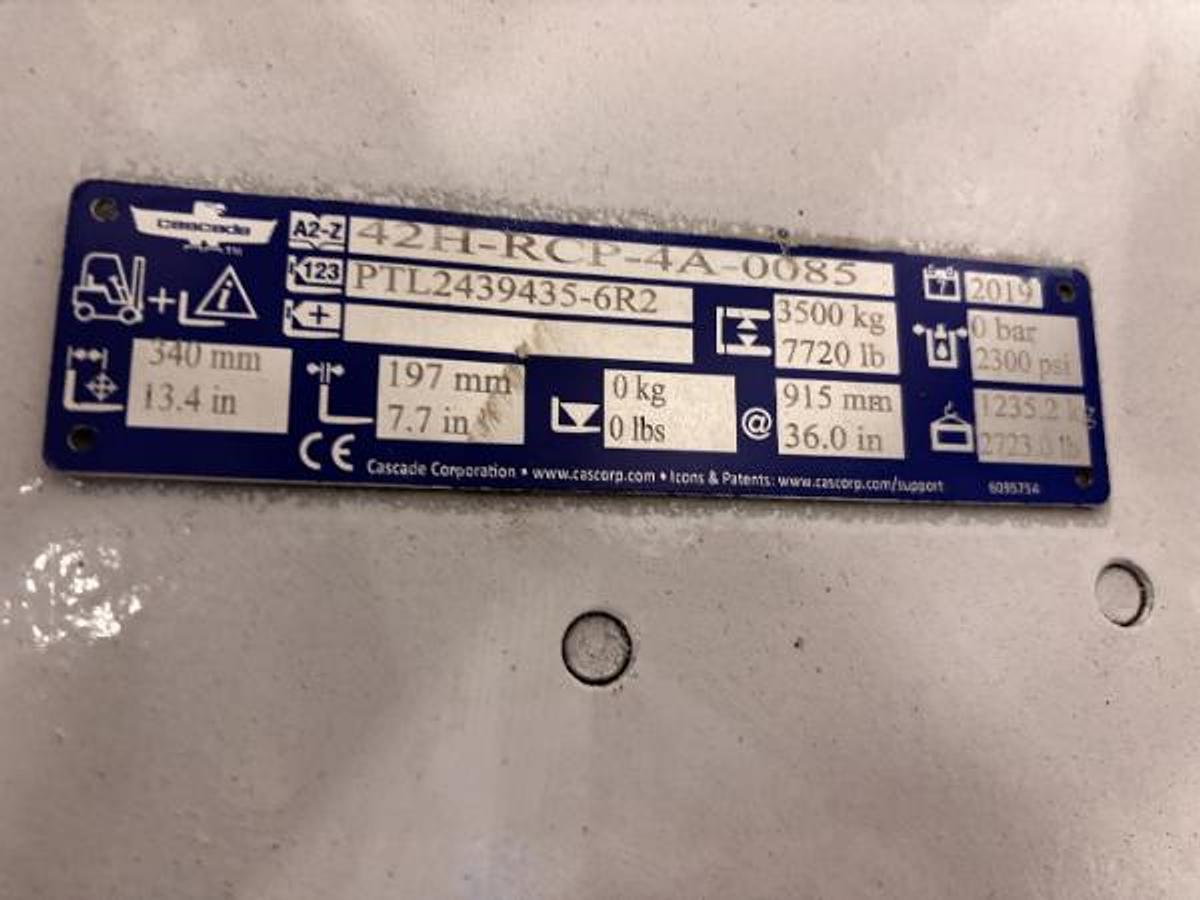 cascade
A2-Z 42H-RCP-4A-0085
123 PTL2439435-6R2
2019
3500 kg
7720 lb
0 bar
2300 psi
340 mm
13.4 in
197 mm
7.7 in
0 kg
0 lbs
@
915 mm
36.0 in
1235.2 kg
2723.0 lb
CE
Cascade Corporation • www.cascorp.com • Icons & Patents: www.cascorp.com/support
6095754